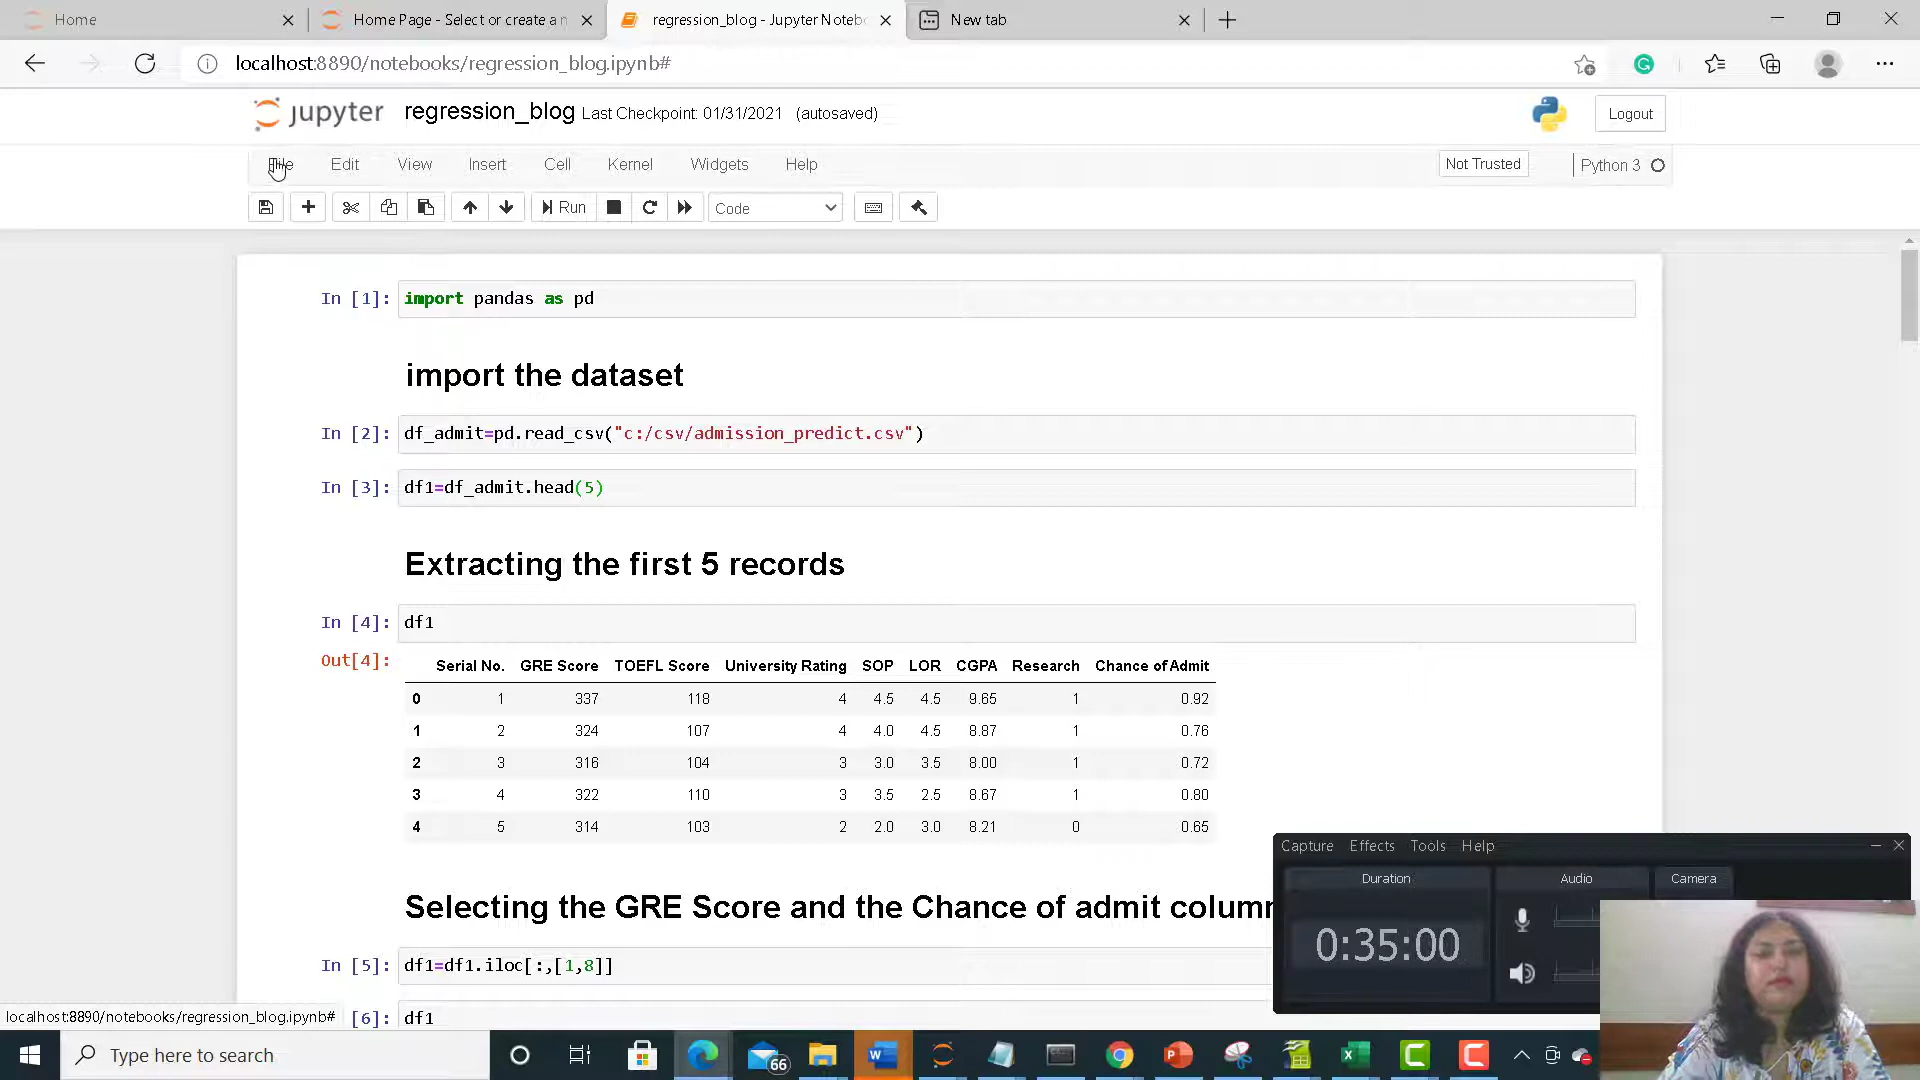 Home
Home Page - Select or create a n
regression_blog - Jupyter Notebo
New tab
localhost:8890/notebooks/regression_blog.ipynb#
jupyter regression_blog Last Checkpoint: 01/31/2021 (autosaved)
Logout
File Edit View Insert Cell Kernel Widgets Help
Not Trusted Python 3
Run Code
In [1]: import pandas as pd
import the dataset
In [2]: df_admit=pd.read_csv("c:/csv/admission_predict.csv")
In [3]: df1=df_admit.head(5)
Extracting the first 5 records
In [4]: df1
Out[4]:
Serial No. GRE Score TOEFL Score University Rating SOP LOR CGPA Research Chance of Admit
0 1 337 118 4 4.5 4.5 9.65 1 0.92
1 2 324 107 4 4.0 4.5 8.87 1 0.76
2 3 316 104 3 3.0 3.5 8.00 1 0.72
3 4 322 110 3 3.5 2.5 8.67 1 0.80
4 5 314 103 2 2.0 3.0 8.21 0 0.65
Selecting the GRE Score and the Chance of admit column
In [5]: df1=df1.iloc[:,[1,8]]
[6]: df1
localhost:8890/notebooks/regression_blog.ipynb#
Capture Effects Tools Help
Duration Audio Camera
0:35:00
Type here to search
66